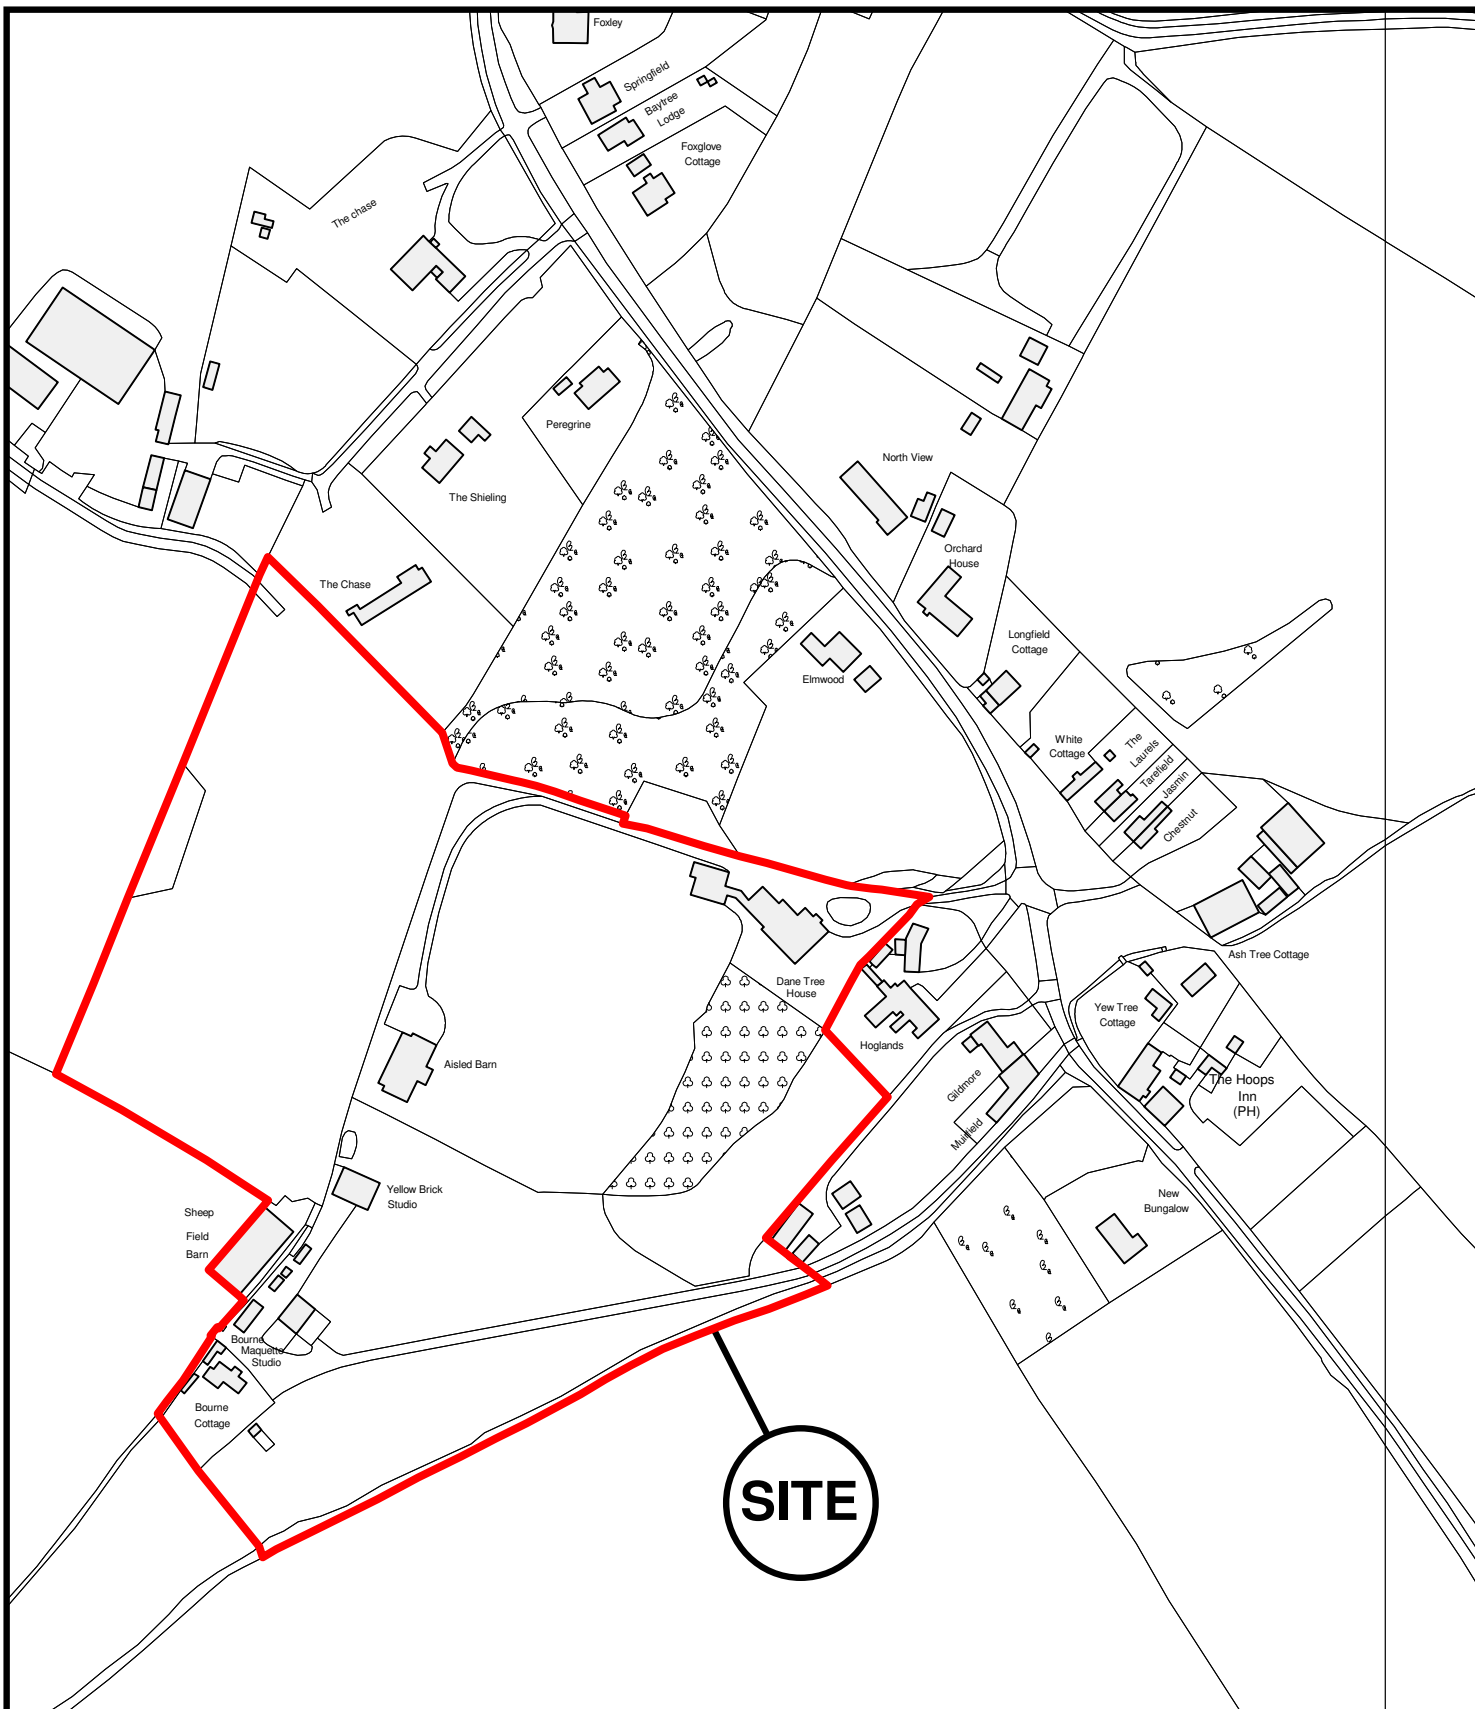 Foxley
Springfield
Baytree
Lodge
Foxglove
Cottage
The chase
Peregrine
The Shieling
North View
Orchard
House
The Chase
Longfield
Cottage
Elmwood
White
Cottage
The
Laurels
Tarefield
Jasmin
Chestnut
Ash Tree Cottage
Dane Tree
House
Yew Tree
Cottage
Hoglands
Aisled Barn
Gildmore
Muirfield
The Hoops
Inn
(PH)
Yellow Brick
Studio
New
Bungalow
Sheep
Field
Barn
Bourne
Maquette
Studio
Bourne
Cottage
SITE